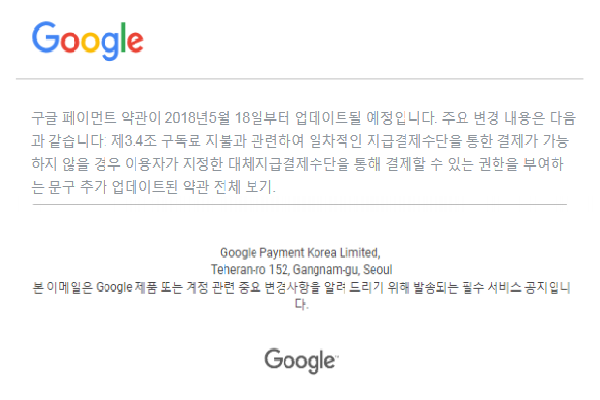 Google
구글 페이먼트 약관이 2018년5월 18일부터 업데이트될 예정입니다. 주요 변경 내용은 다음
과 같습니다: 제3.4조 구독료 지불과 관련하여 일차적인 지급결제수단을 통한 결제가 가능
하지 않을 경우 이용자가 지정한 대체지급결제수단을 통해 결제할 수 있는 권한을 부여하
는 문구 추가 업데이트된 약관 전체 보기.
Google Payment Korea Limited,
Teheran-ro 152, Gangnam-gu, Seoul
본 이메일은 Google 제품 또는 계정 관련 중요 변경사항을 알려 드리기 위해 발송되는 필수 서비스 공지입니
다.
Google